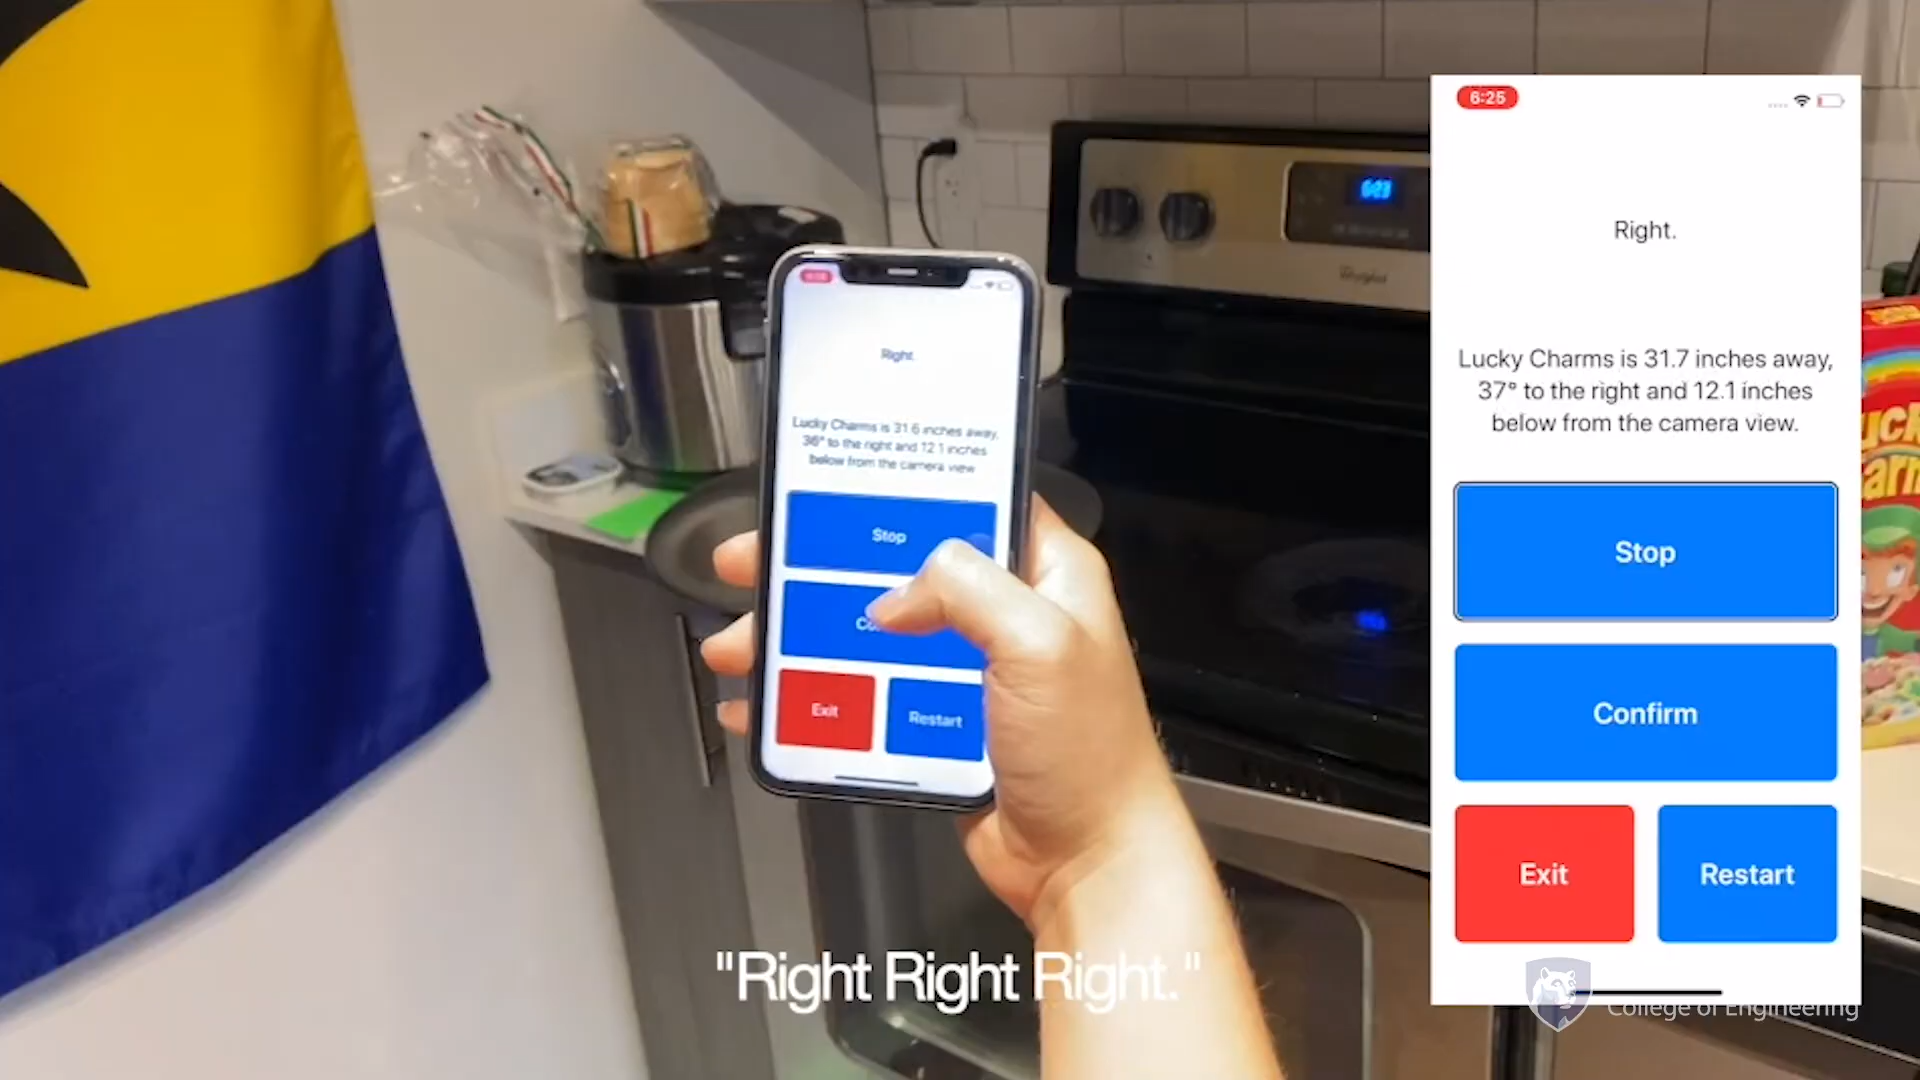 6:25
Right.
Lucky Charms is 31.7 inches away,
37° to the right and 12.1 inches
below from the camera view.
Stop
Confirm
Exit
Restart
College of Engineering
Right.
Lucky Charms is 31.6 inches away,
36° to the right and 12.1 inches
below from the camera view
Stop
Exit
Restart
"Right Right Right."